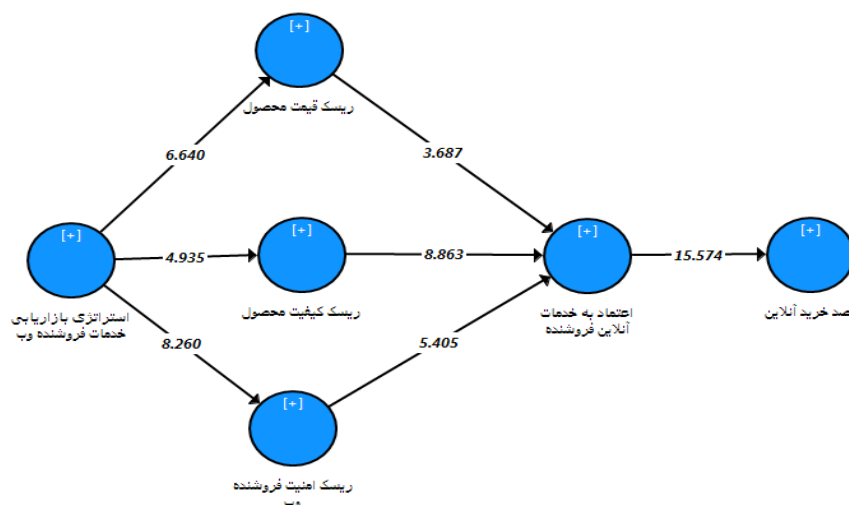 [+]
ریسک قیمت محصول
6.640
3.687
[+]
[+]
[+]
[+]
4.935
8.863
15.574
استراتژی بازاریابی
خدمات فروشنده وب
ریسک کیفیت محصول
اعتماد به خدمات
آنلاین فروشنده
صد خرید آنلاین
8.260
5.405
[+]
ریسک امنیت فروشنده
وب